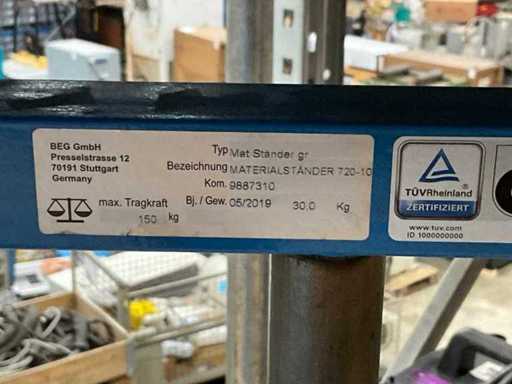 BEG GmbH
Presselstrasse 12
70191 Stuttgart
Germany
max. Tragkraft
150 kg
Typ Mat Ständer gr
Bezeichnung MATERIALSTÄNDER 720-10
Kom. 9887310
Bj. / Gew. 05/2019 30,0 Kg
TÜVRheinland
ZERTIFIZIERT
www.tuv.com
ID 1000000000